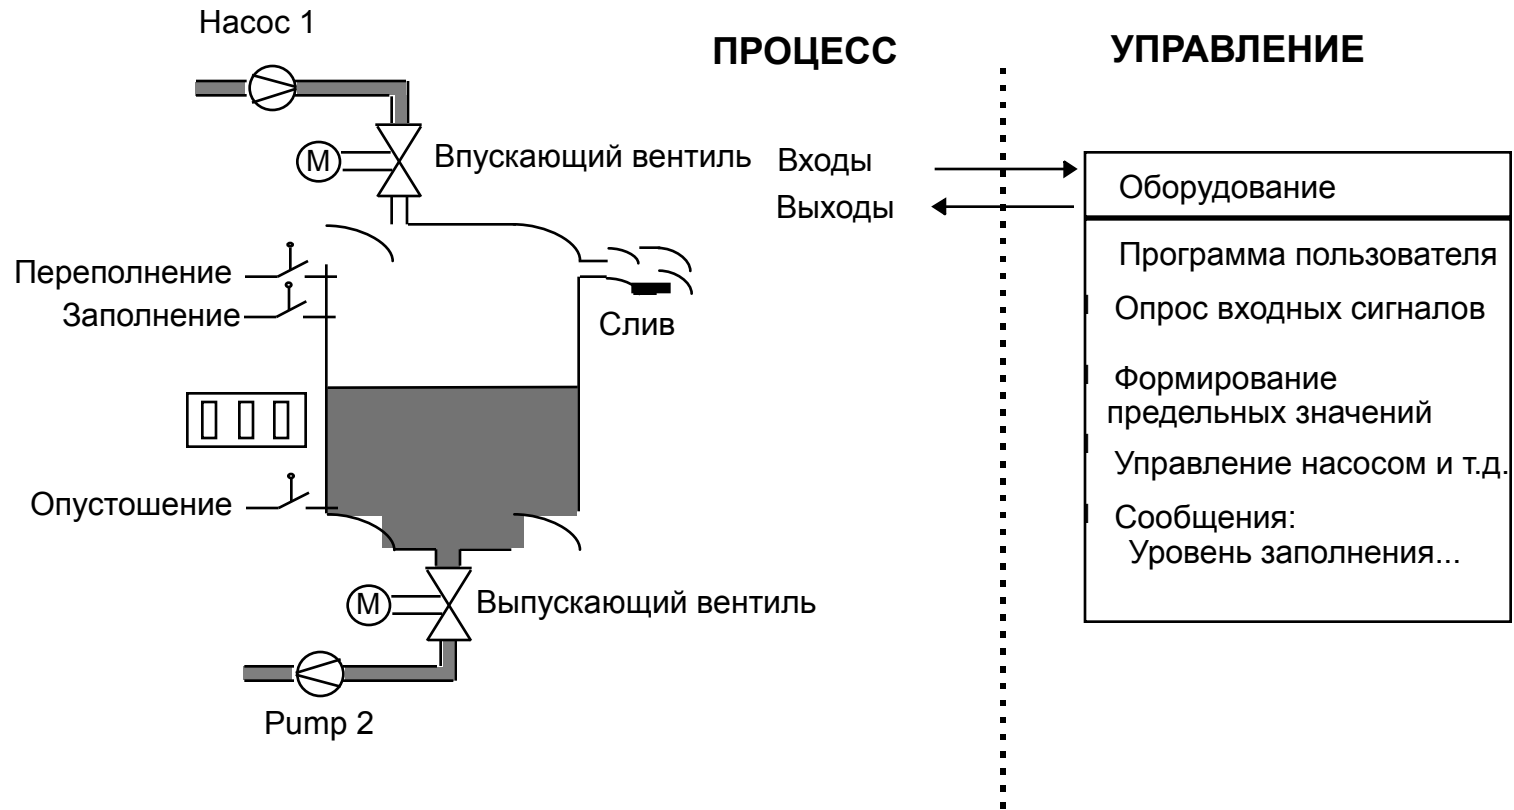 Насос 1
ПРОЦЕСС
УПРАВЛЕНИЕ
M
Впускающий вентиль
Входы
Выходы
Оборудование
Переполнение
Заполнение
Слив
Опустошение
M
Выпускающий вентиль
Pump 2
Программа пользователя
Опрос входных сигналов
Формирование
предельных значений
Управление насосом и т.д.
Сообщения:
Уровень заполнения...